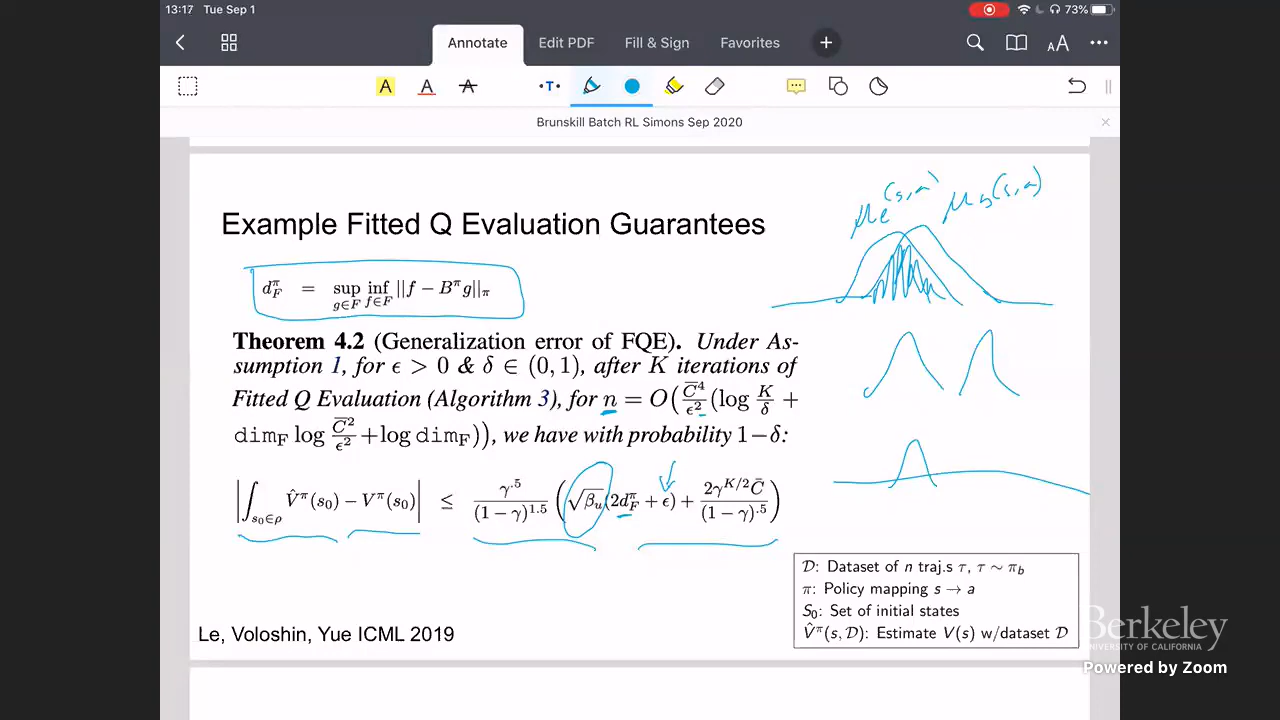 13:17 Tue Sep 1
73%
Annotate Edit PDF Fill & Sign Favorites
Brunskill Batch RL Simons Sep 2020
Example Fitted Q Evaluation Guarantees
μe(s,a) μb(s,a)
d_F^π = sup_{g∈F} inf_{f∈F} ||f − B^π g||_π
Theorem 4.2 (Generalization error of FQE). Under As-
sumption 1, for ϵ > 0 & δ ∈ (0, 1), after K iterations of
Fitted Q Evaluation (Algorithm 3), for n = O(C̅⁴/ϵ² (log K/δ +
dim_F log C̅²/ϵ² + log dim_F)), we have with probability 1−δ:
|∫_{s₀∈ρ} V̂^π(s₀) − V^π(s₀)| ≤ γ^.5/(1 − γ)^1.5 (√β_u (2d_F^π + ϵ) + 2γ^{K/2}C̄/(1 − γ)^.5)
D: Dataset of n traj.s τ, τ ∼ π_b
π: Policy mapping s → a
S₀: Set of initial states
V̂^π(s, D): Estimate V(s) w/dataset D
Le, Voloshin, Yue ICML 2019
Berkeley
UNIVERSITY OF CALIFORNIA
Powered by Zoom